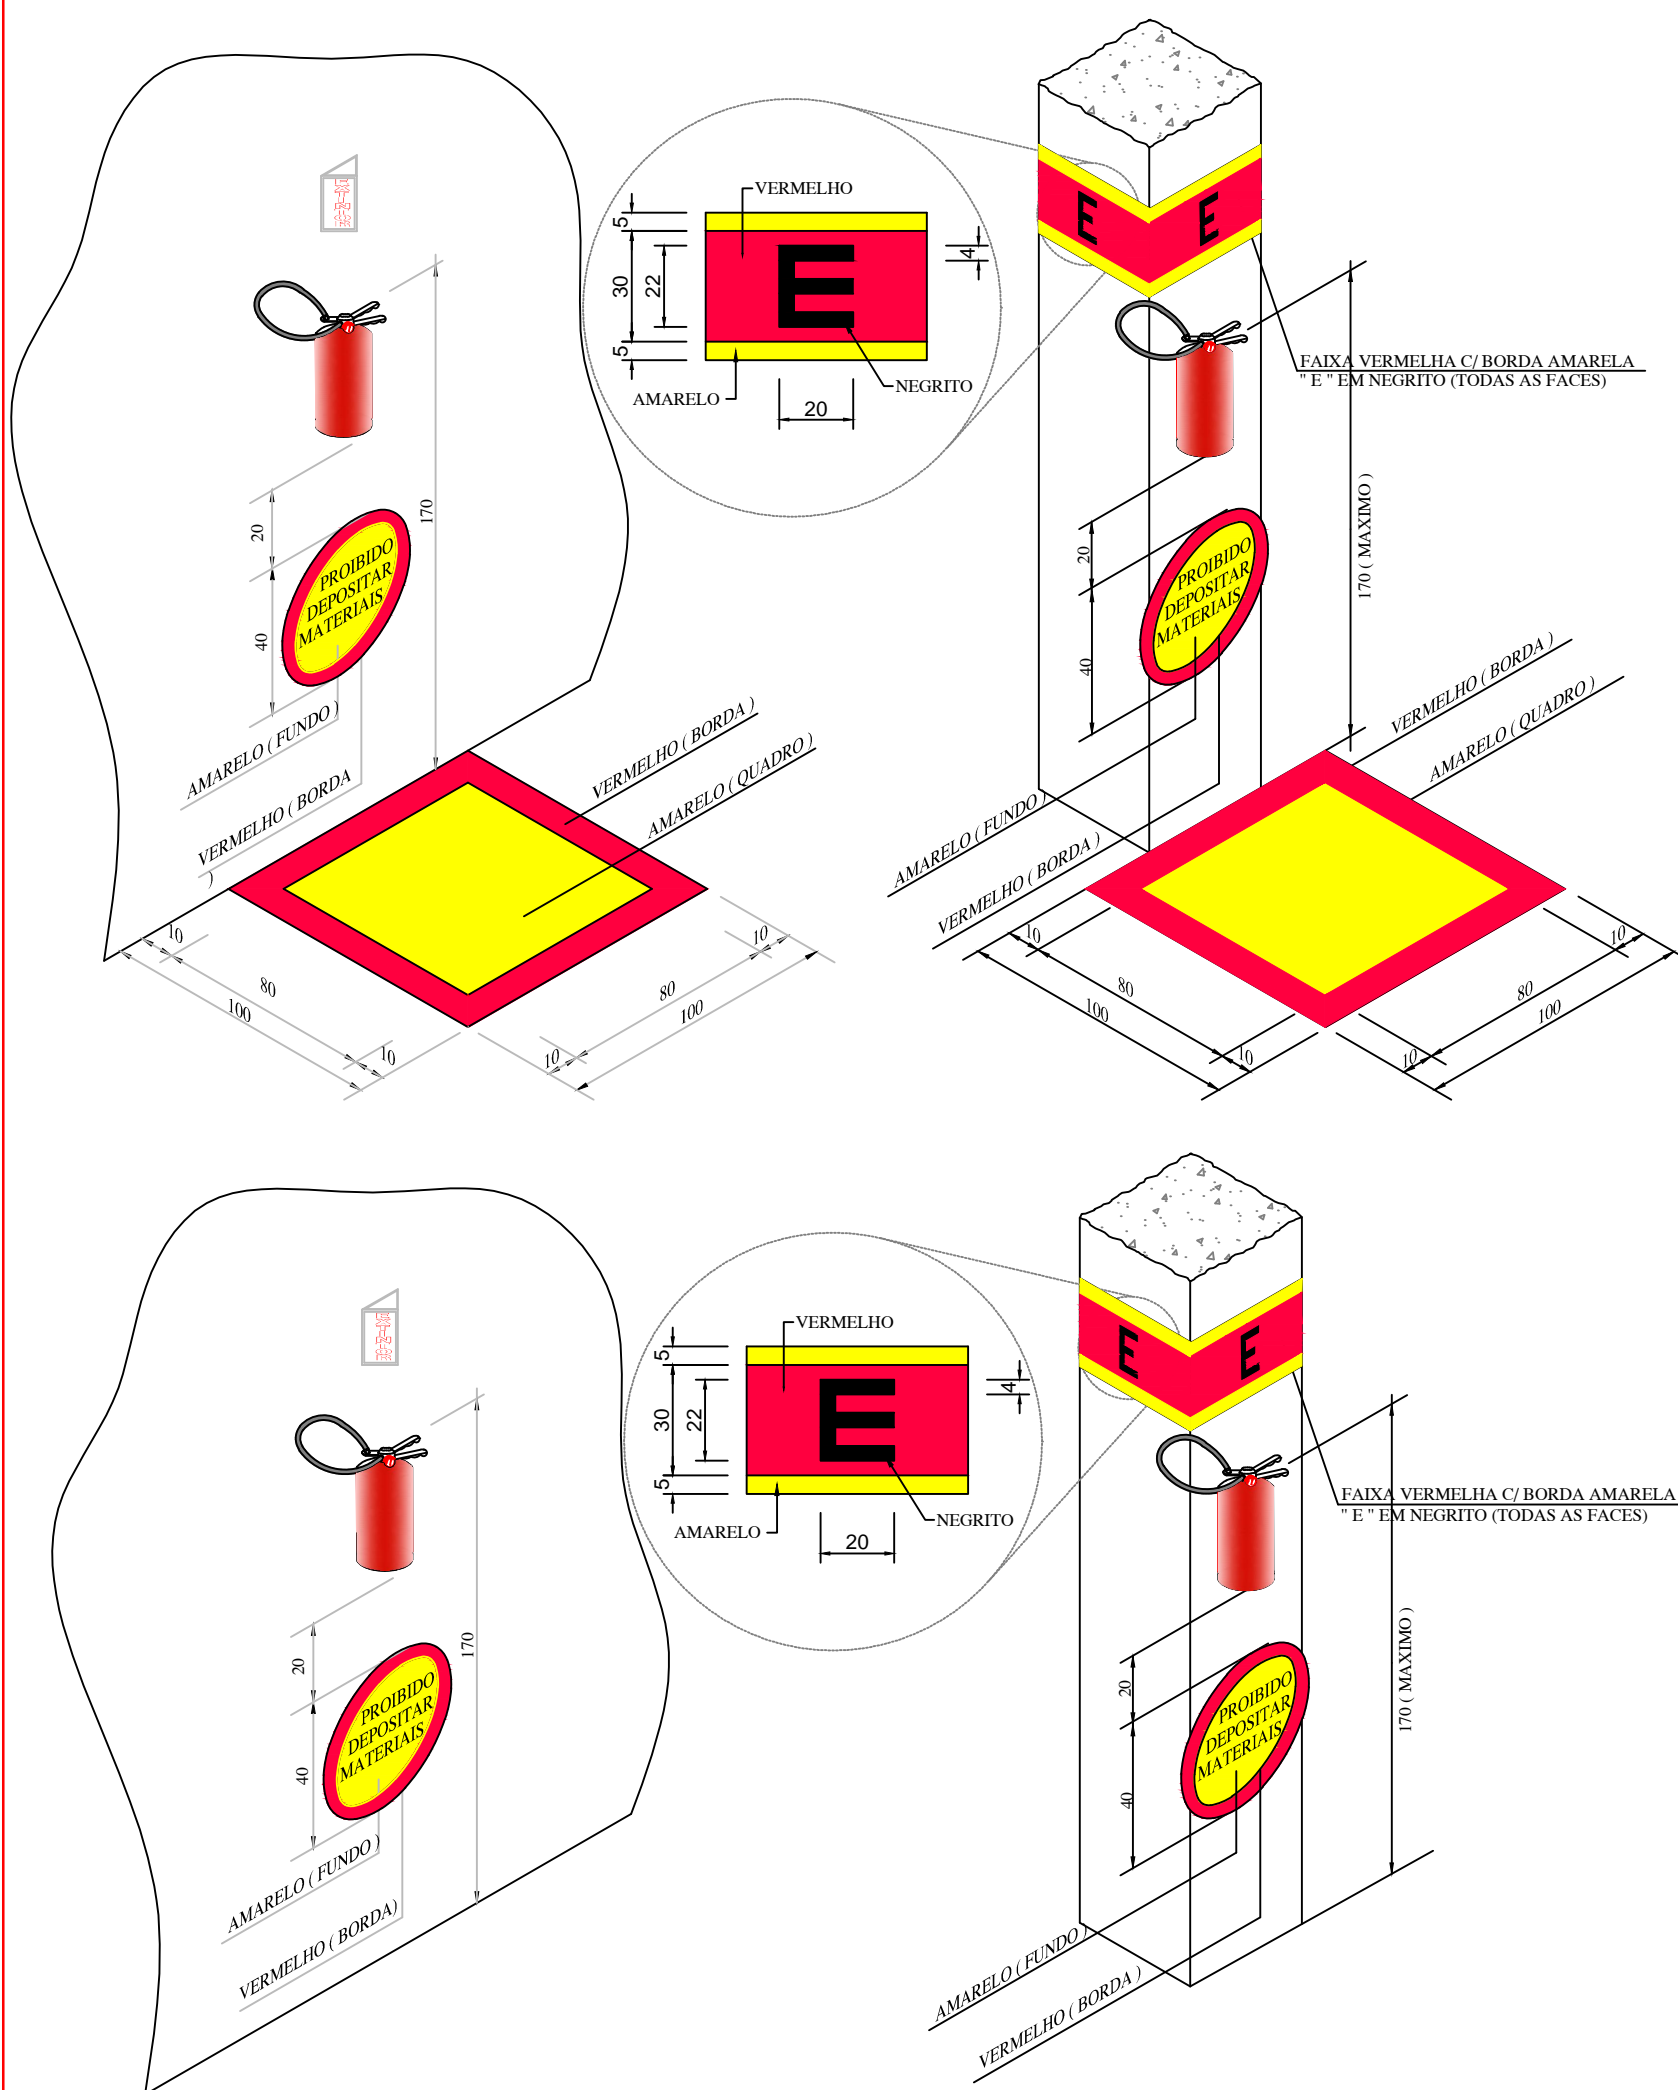 VERMELHO
5
30
22
5
4
AMARELO
NEGRITO
20
E
E
E
FAIXA VERMELHA C/ BORDA AMARELA
" E " EM NEGRITO (TODAS AS FACES)
170
20
40
PROIBIDO
DEPOSITAR
MATERIAIS
AMARELO ( FUNDO )
VERMELHO ( BORDA
)
VERMELHO ( BORDA )
AMARELO ( QUADRO )
10
80
100
10
10
80
100
10
170 ( MAXIMO )
20
40
PROIBIDO
DEPOSITAR
MATERIAIS
AMARELO ( FUNDO )
VERMELHO ( BORDA )
VERMELHO ( BORDA )
AMARELO ( QUADRO )
10
80
100
10
10
80
100
10
VERMELHO
5
30
22
5
4
AMARELO
NEGRITO
20
E
E
E
FAIXA VERMELHA C/ BORDA AMARELA
" E " EM NEGRITO (TODAS AS FACES)
170
20
40
PROIBIDO
DEPOSITAR
MATERIAIS
AMARELO ( FUNDO )
VERMELHO ( BORDA)
170 ( MAXIMO )
20
40
PROIBIDO
DEPOSITAR
MATERIAIS
AMARELO ( FUNDO )
VERMELHO ( BORDA )